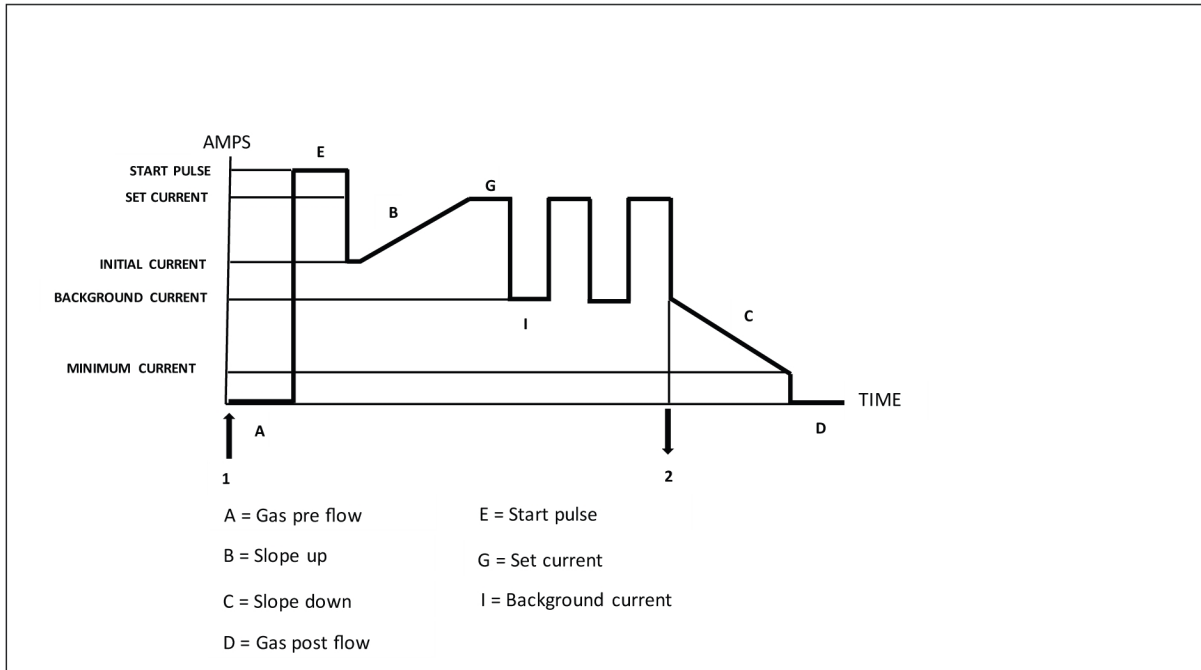 AMPS
E
START PULSE
G
SET CURRENT
B
INITIAL CURRENT
BACKGROUND CURRENT
I
C
MINIMUM CURRENT
TIME
A
D
1
2
A = Gas pre flow
E = Start pulse
B = Slope up
G = Set current
C = Slope down
I = Background current
D = Gas post flow